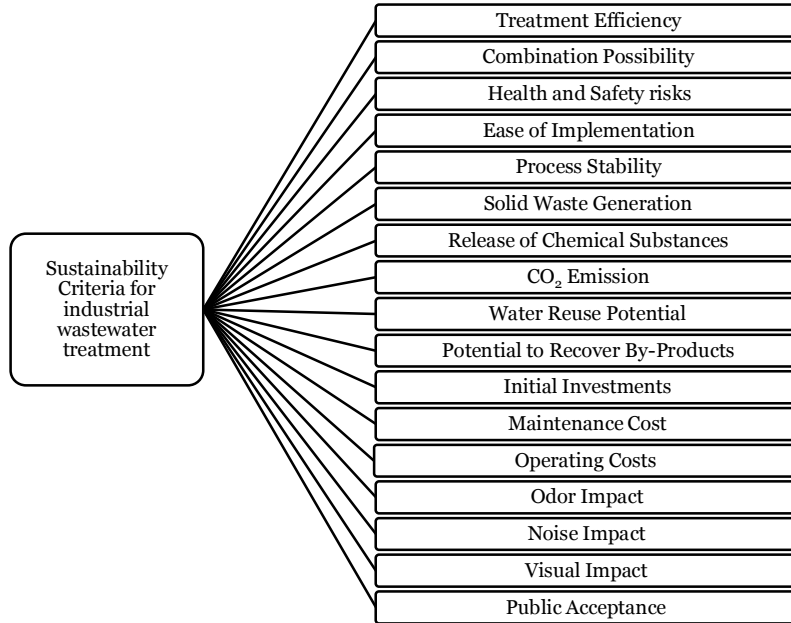 Treatment Efficiency
Combination Possibility
Health and Safety risks
Ease of Implementation
Process Stability
Solid Waste Generation
Release of Chemical Substances
CO₂ Emission
Water Reuse Potential
Potential to Recover By-Products
Initial Investments
Maintenance Cost
Operating Costs
Odor Impact
Noise Impact
Visual Impact
Public Acceptance
Sustainability
Criteria for
industrial
wastewater
treatment